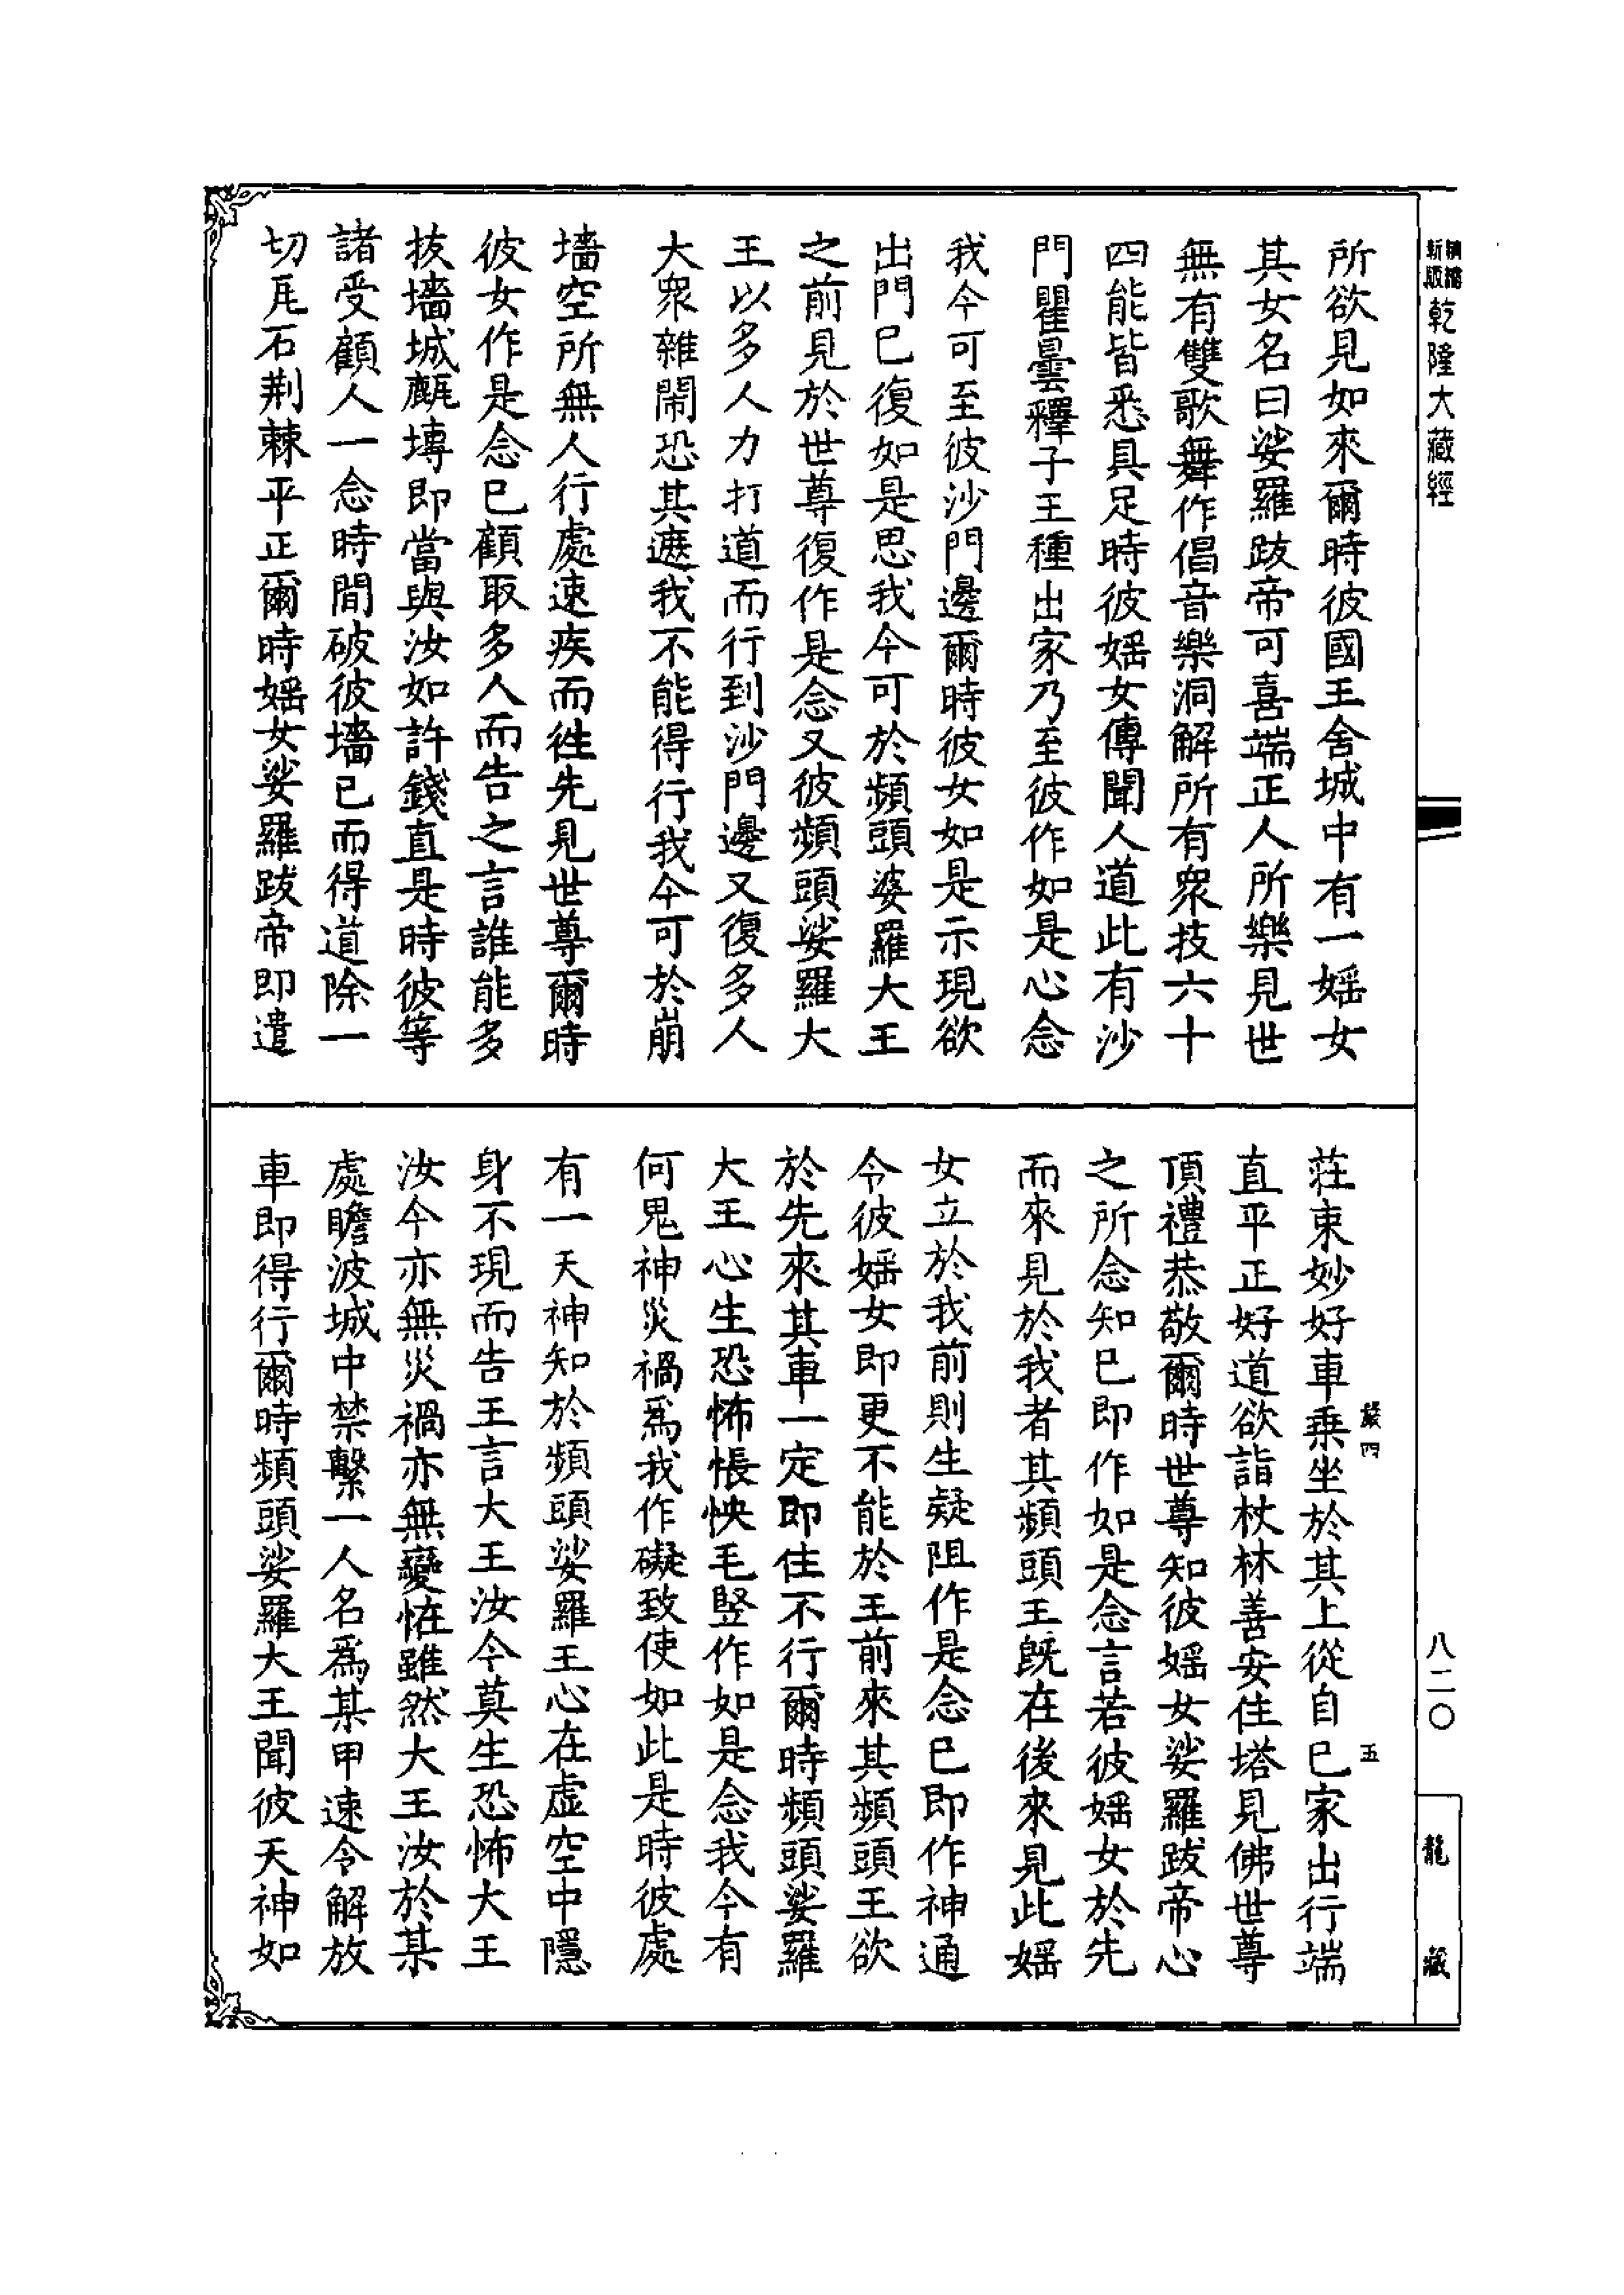 乾隆大藏經
所欲見如來爾時彼國王舍城中有一婬女
其女名曰娑羅跋帝可喜端正人所樂見世
無有雙歌舞作倡音樂洞解所有衆技六十
四能皆悉具足時彼婬女傳聞人道此有沙
門瞿曇釋子王種出家乃至彼作如是心念
我今可至彼沙門邊爾時彼女如是示現欲
出門已復如是思我今可於頻頭娑羅大王
之前見於世尊復作是念又彼頻頭娑羅大
王以多人力打道而行到沙門邊又復多人
大衆雜鬧恐其遮我不能得行我今可於崩
墻空所無人行處速疾而往先見世尊爾時
彼女作是念已顧取多人而告之言誰能多
拔墻城甎塼即當與汝如許錢直是時彼等
諸受顧人一念時間破彼墻已而得道除一
切瓦石荆棘平正爾時婬女娑羅跋帝即遣
莊束妙好車乗坐於其上從自已家出行端
直平正好道欲詣杖林善安住塔見佛世尊
頂禮恭敬爾時世尊知彼婬女娑羅跋帝心
之所念知已即作如是念言若彼婬女於先
而來見於我者其頻頭王旣在後來見此婬
女立於我前則生疑阻作是念已即作神通
令彼婬女即更不能於王前來其頻頭王欲
於先來其車一定即住不行爾時頻頭娑羅
大王心生恐怖悵怏毛竪作如是念我今有
何鬼神災禍爲我作礙致使如此是時彼處
有一天神知於頻頭娑羅王心在虚空中隱
身不現而告王言大王汝今莫生恐怖大王
汝今亦無災禍亦無變恠雖然大王汝於某
處瞻波城中禁繫一人名爲某甲速令解放
車即得行爾時頻頭娑羅大王聞彼天神如
四
五
八二〇
龍藏